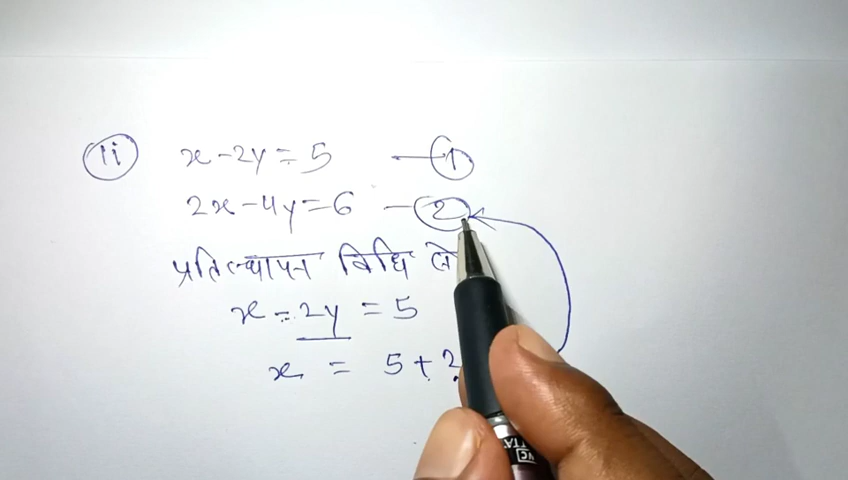 ii x - 2y = 5 — 1
2x - 4y = 6 — 2
प्रतिस्थापन विधि से
x - 2y = 5
x = 5 + 2